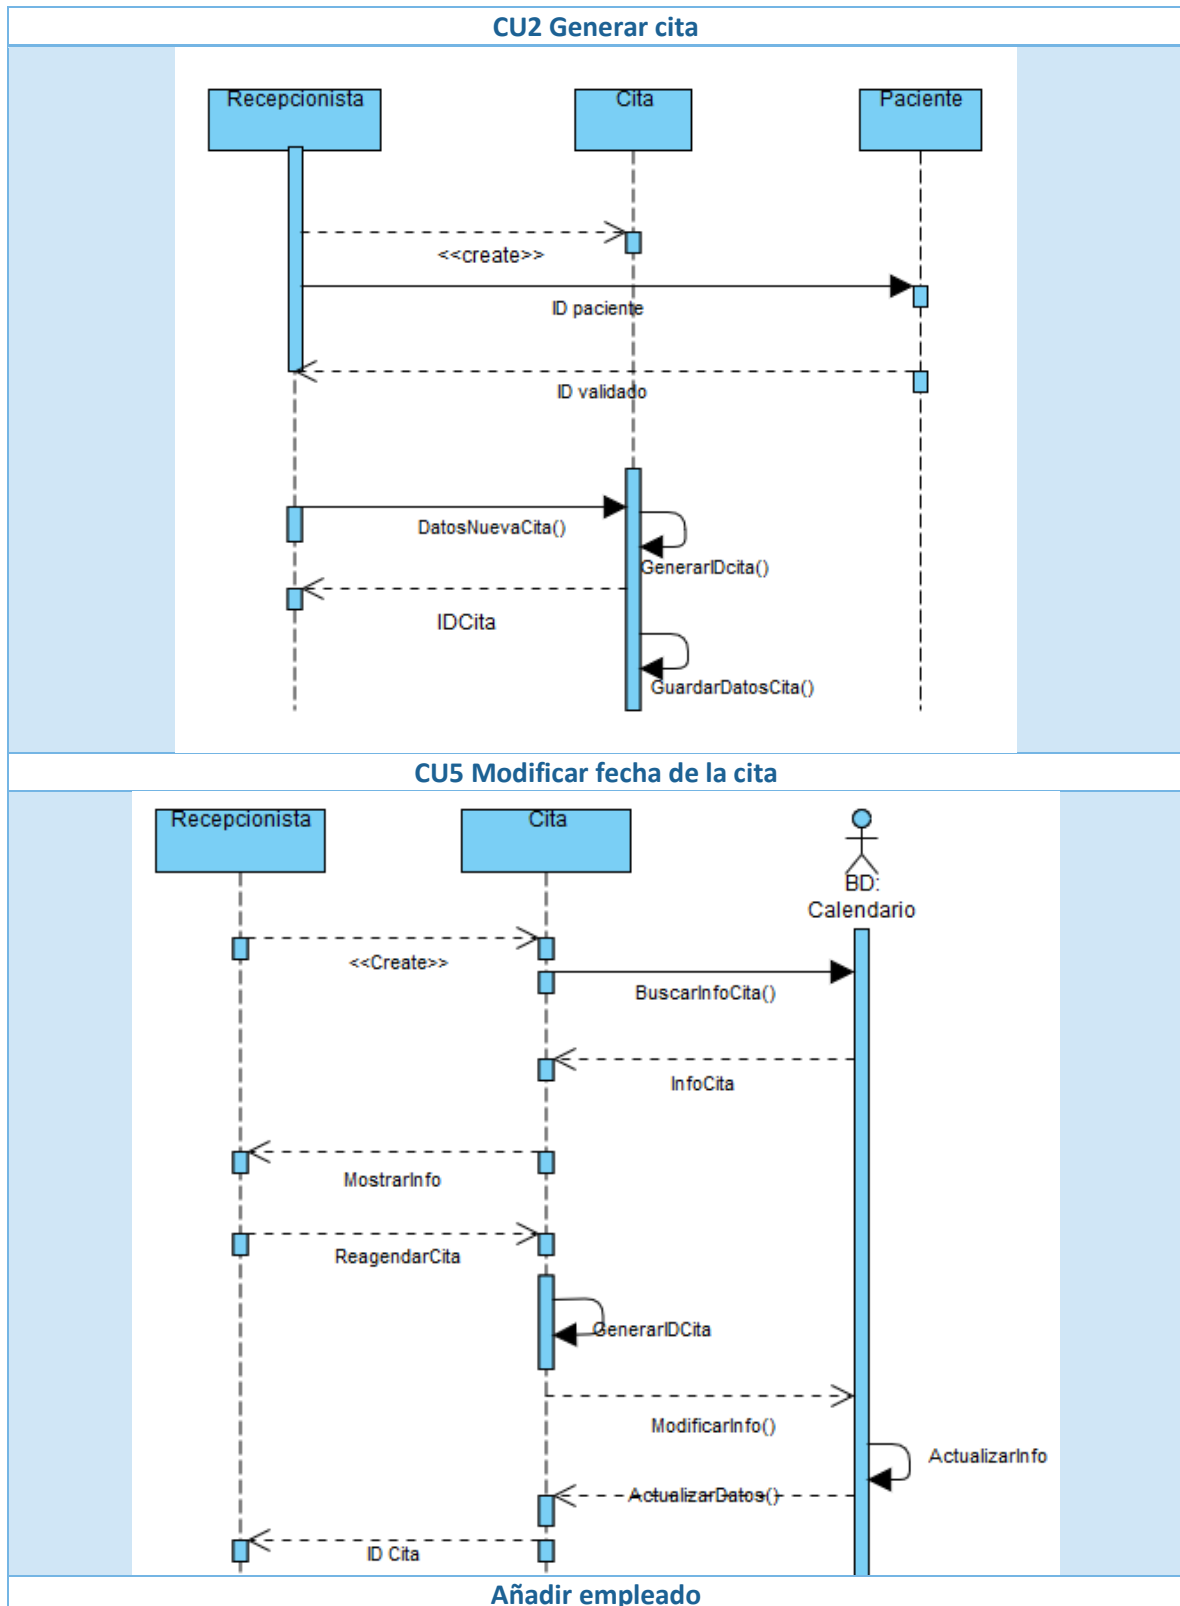 CU2 Generar cita
Recepcionista
Cita
Paciente
<<create>>
ID paciente
ID validado
DatosNuevaCita()
GenerarIDcita()
IDCita
GuardarDatosCita()
CU5 Modificar fecha de la cita
Recepcionista
Cita
BD:
Calendario
<<Create>>
BuscarInfoCita()
InfoCita
MostrarInfo
ReagendarCita
GenerarIDCita
ModificarInfo()
ActualizarInfo
ActualizarDatos()
ID Cita
Añadir empleado